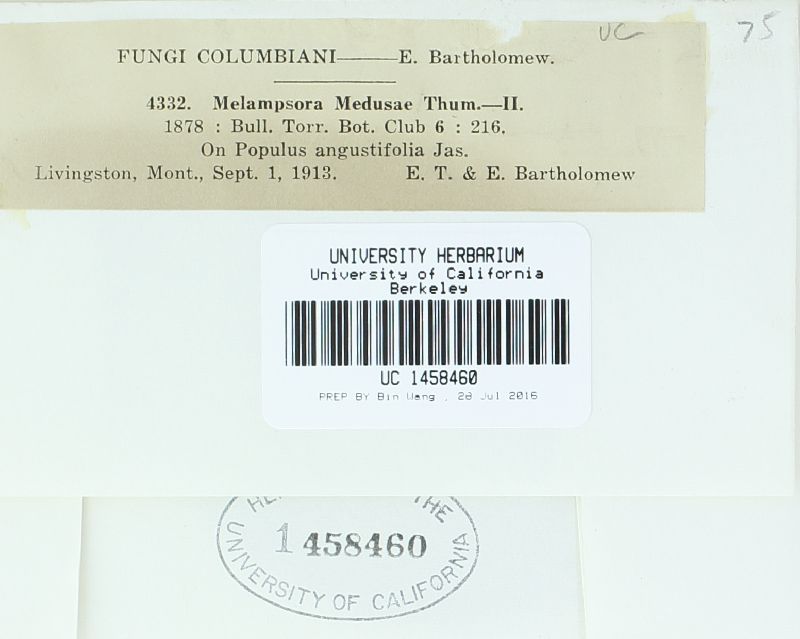 UC 75
FUNGI COLUMBIANI——E. Bartholomew.
4332. Melampsora Medusae Thum.—II.
1878 : Bull. Torr. Bot. Club 6 : 216.
On Populus angustifolia Jas.
Livingston, Mont., Sept. 1, 1913. E. T. & E. Bartholomew
UNIVERSITY HERBARIUM
University of California
Berkeley
UC 1458460
PREP BY Bin Wang , 28 Jul 2016
THE
1458460
UNIVERSITY OF CALIFORNIA